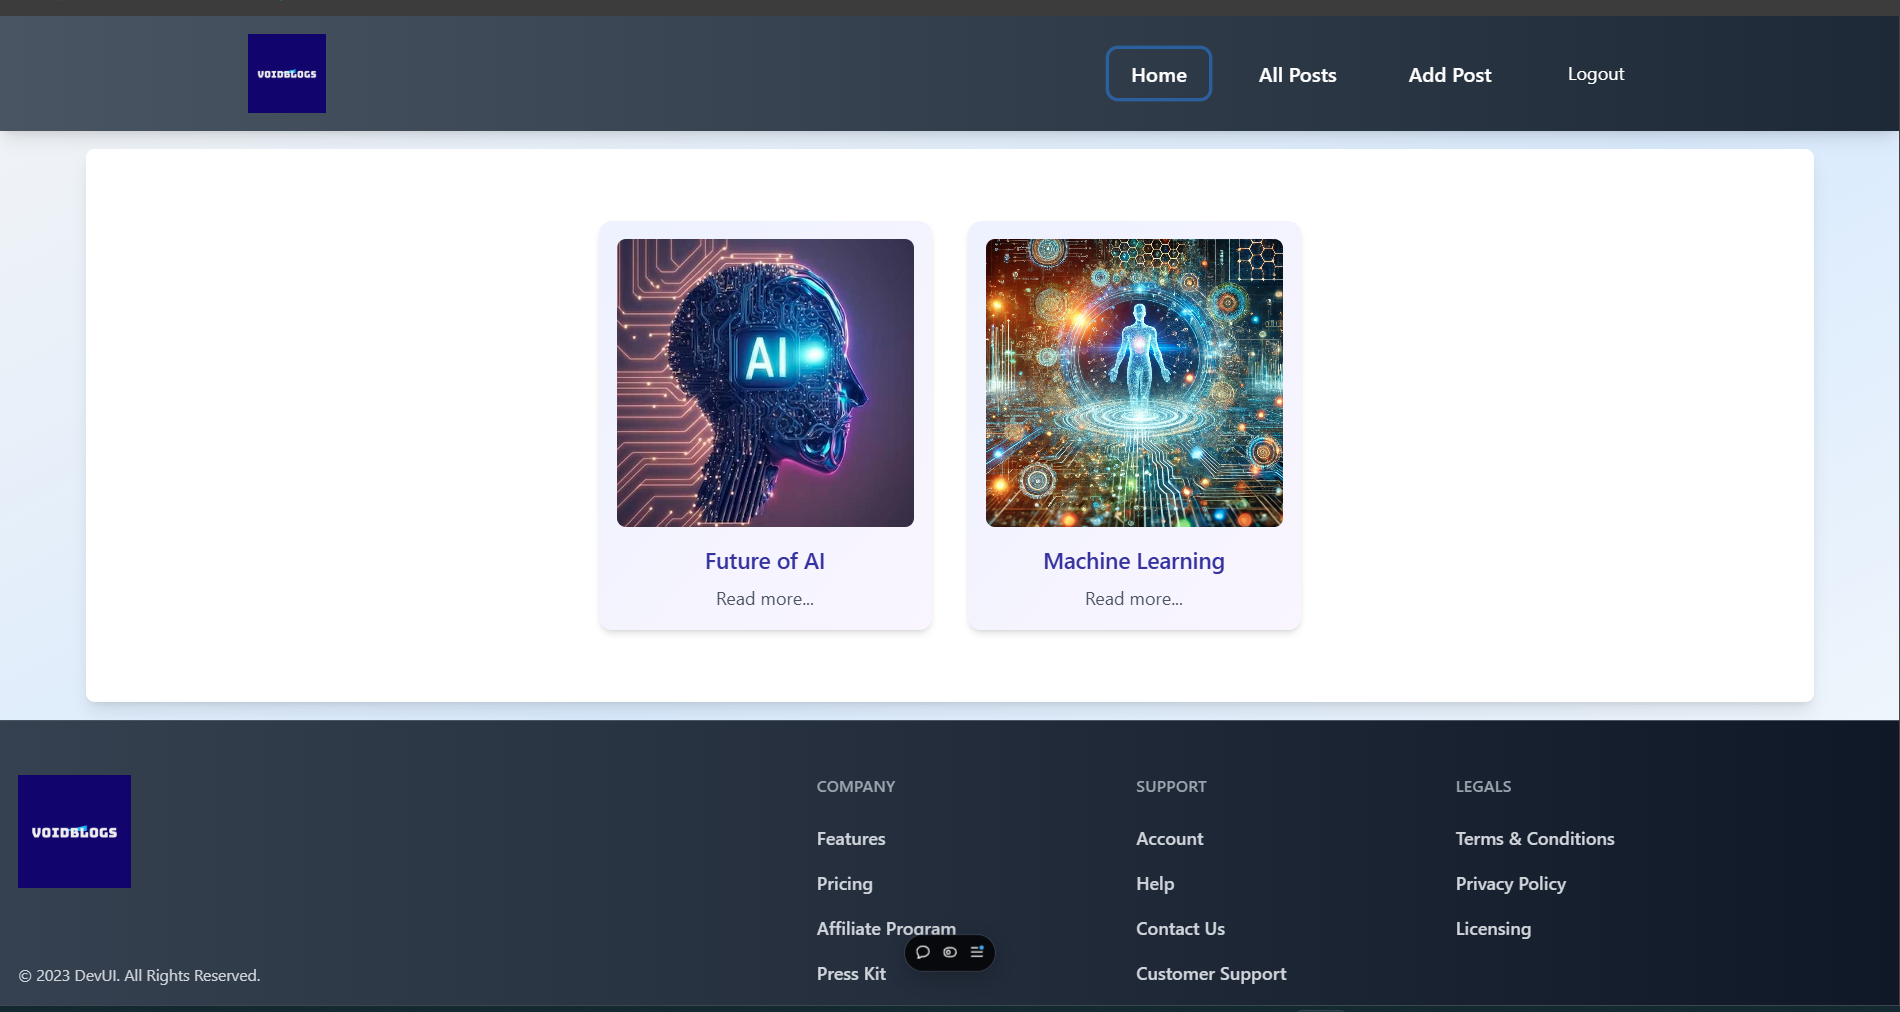 VOIDBLOGS
Home
All Posts
Add Post
Logout
AI
Future of AI
Read more...
Machine Learning
Read more...
VOIDBLOGS
© 2023 DevUI. All Rights Reserved.
COMPANY
Features
Pricing
Affiliate Program
Press Kit
SUPPORT
Account
Help
Contact Us
Customer Support
LEGALS
Terms & Conditions
Privacy Policy
Licensing